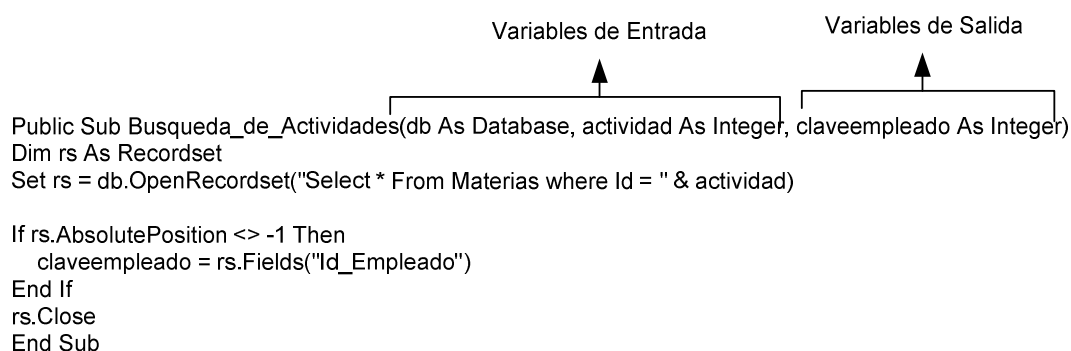 Variables de Entrada
Variables de Salida
Public Sub Busqueda_de_Actividades(db As Database, actividad As Integer, claveempleado As Integer)
Dim rs As Recordset
Set rs = db.OpenRecordset("Select * From Materias where Id = " & actividad)
If rs.AbsolutePosition <> -1 Then
claveempleado = rs.Fields("Id_Empleado")
End If
rs.Close
End Sub